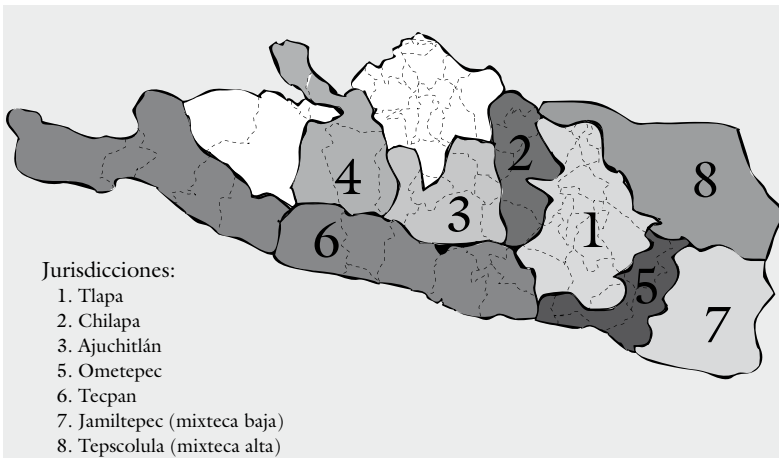 2
8
4
1
3
6
5
7
Jurisdicciones:
1. Tlapa
2. Chilapa
3. Ajuchitlán
5. Ometepec
6. Tecpan
7. Jamiltepec (mixteca baja)
8. Tepscolula (mixteca alta)